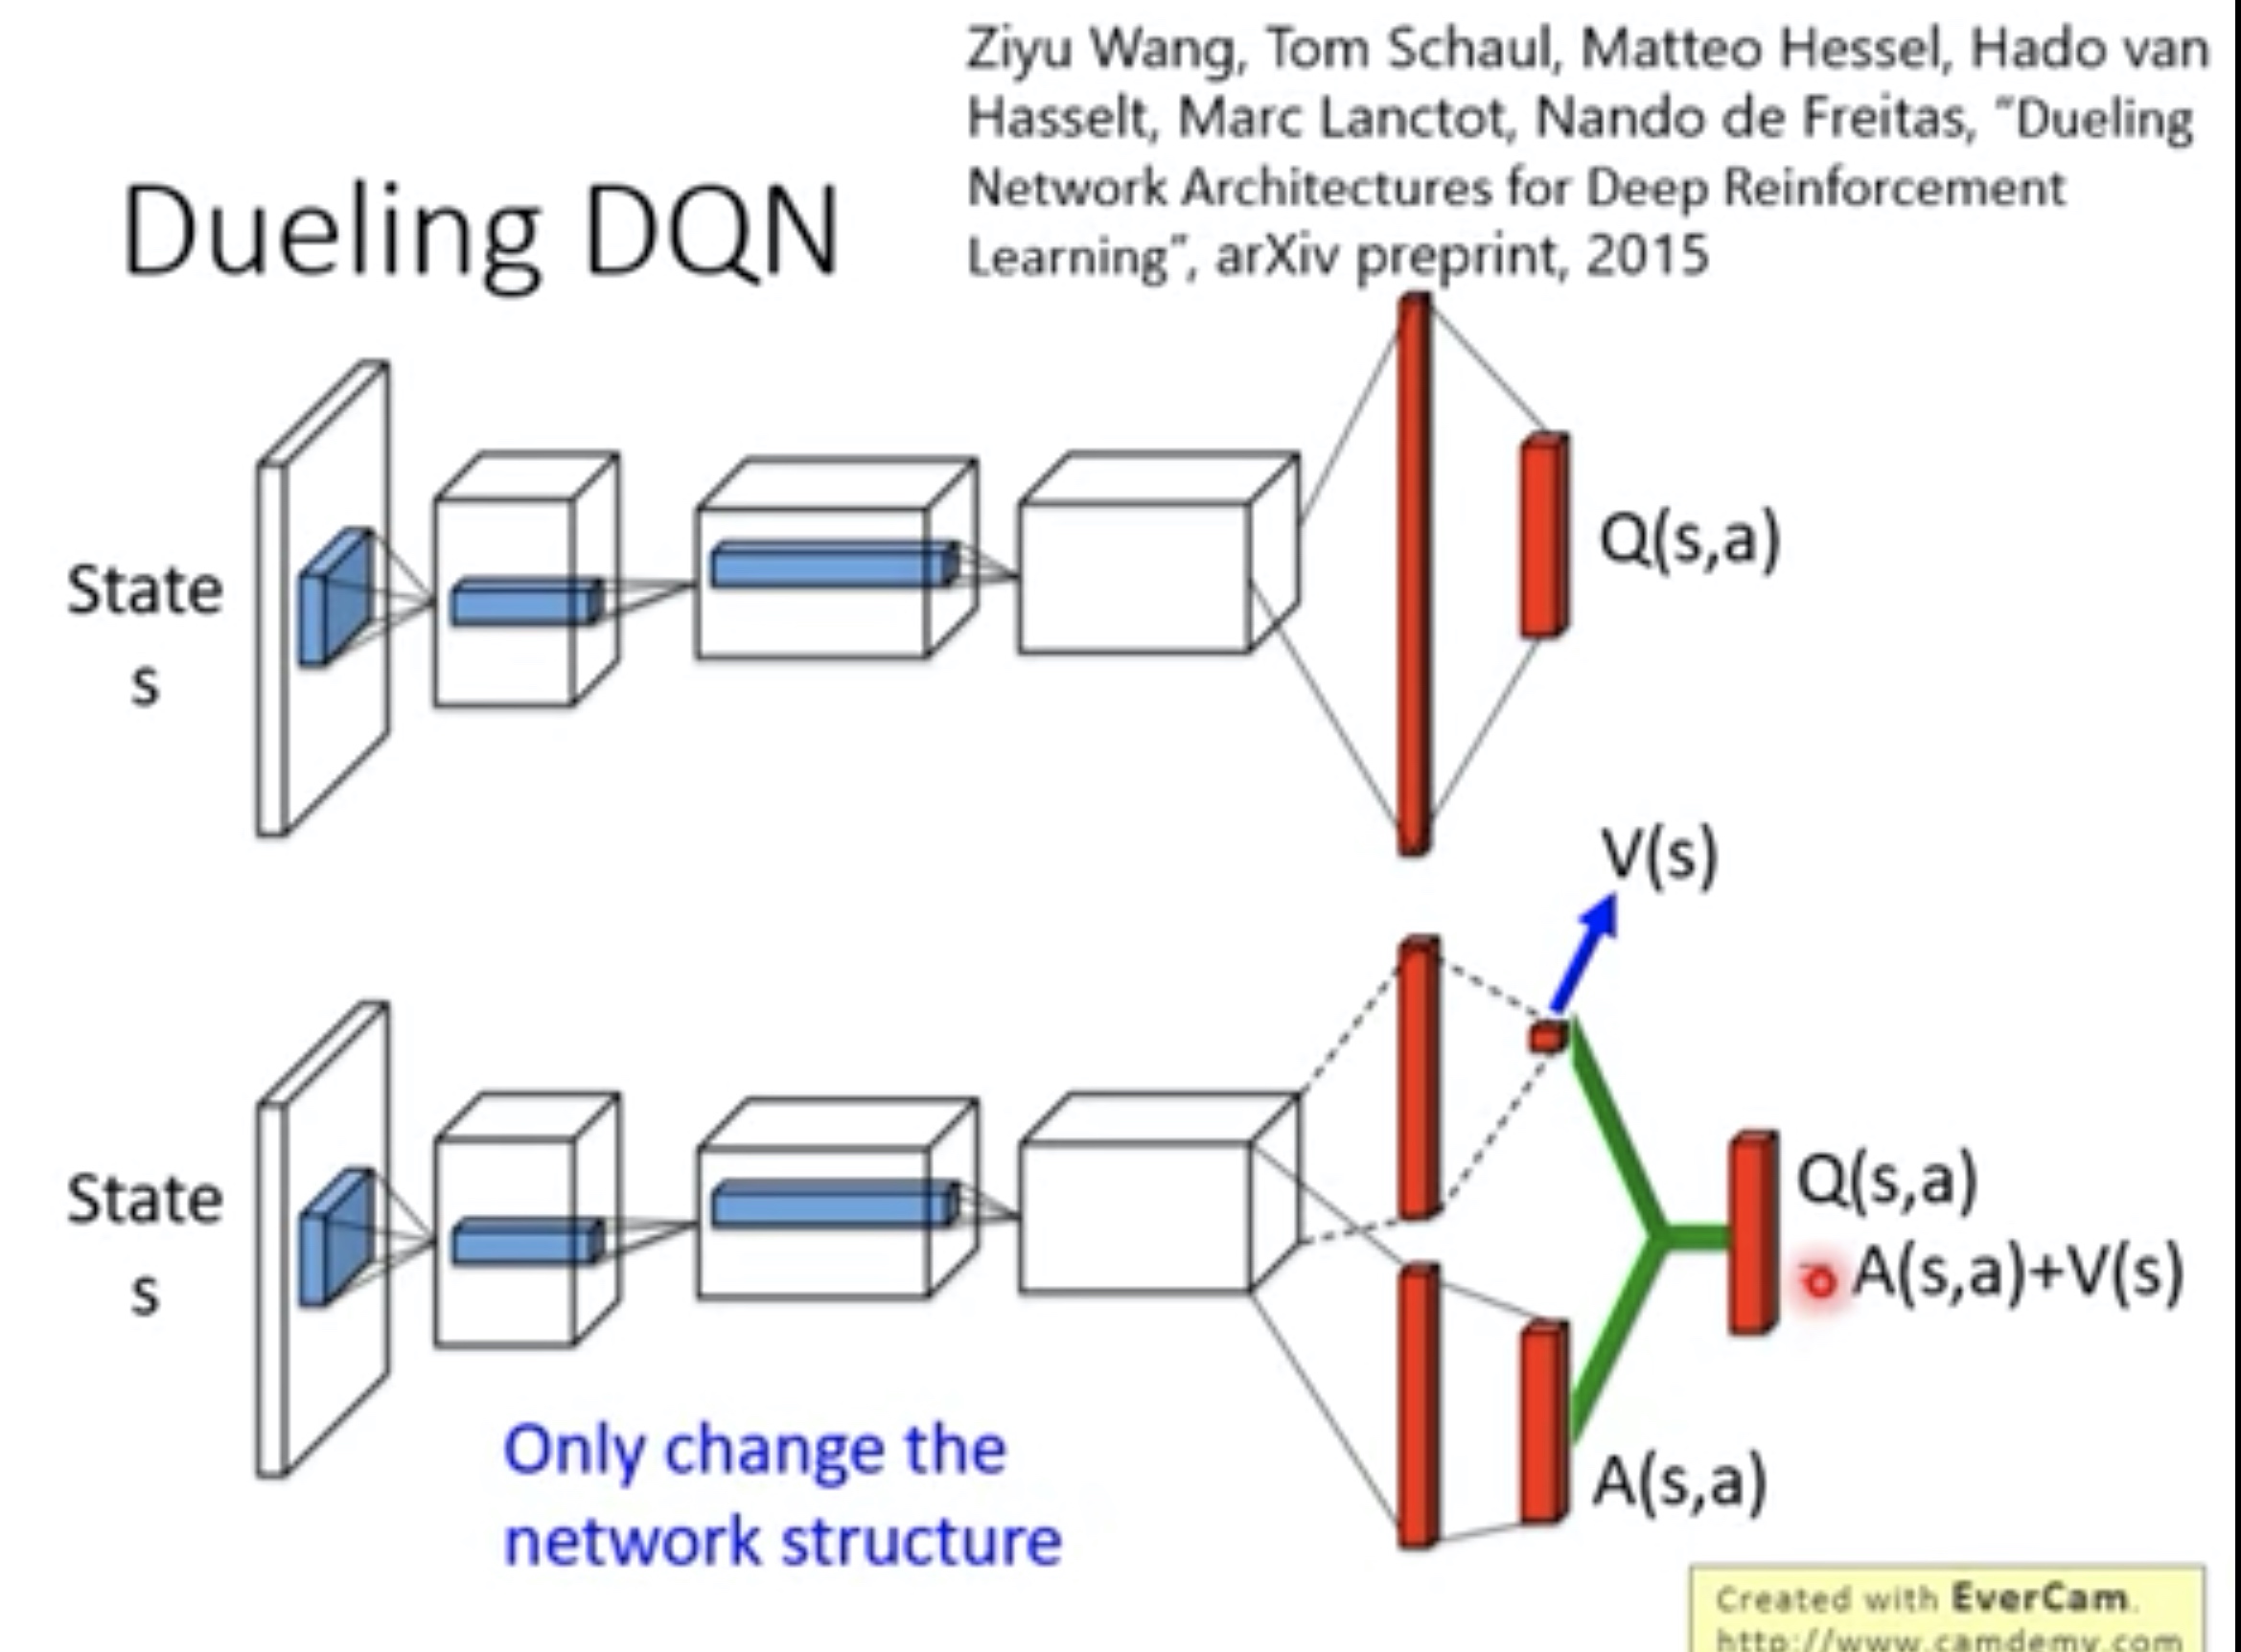 Ziyu Wang, Tom Schaul, Matteo Hessel, Hado van
Hasselt, Marc Lanctot, Nando de Freitas, “Dueling
Network Architectures for Deep Reinforcement
Learning”, arXiv preprint, 2015
Dueling DQN
State
s
Q(s,a)
V(s)
State
s
Q(s,a)
A(s,a)+V(s)
A(s,a)
Only change the
network structure
Created with EverCam.
http://www.camdemy.com